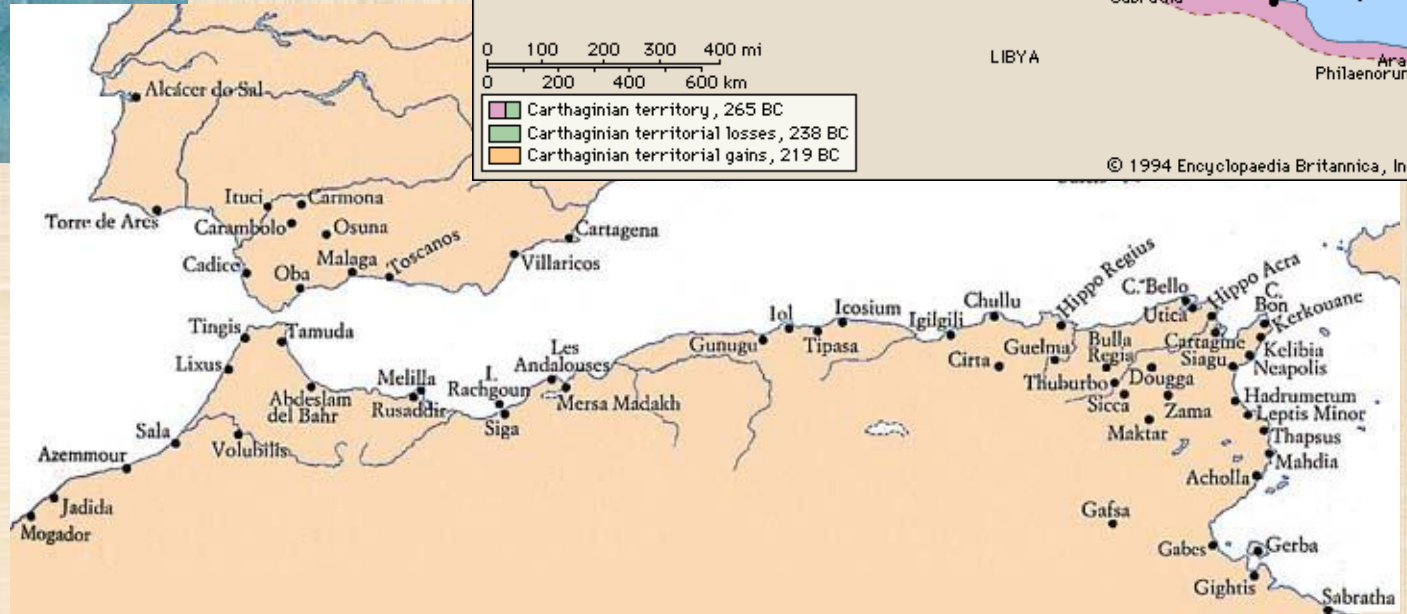 0 100 200 300 400 mi
0 200 400 600 km
LIBYA
Philaenorum
Carthaginian territory, 265 BC
Carthaginian territorial losses, 238 BC
Carthaginian territorial gains, 219 BC
© 1994 Encyclopaedia Britannica, In
Alcácer do Sal
Torre de Ares
Ituci
Carmona
Carambolo
Osuna
Cadice
Oba
Malaga
Toscanos
Villaricos
Cartagena
Tingis
Tamuda
Lixus
Abdeslam
del Bahr
Melilla
Rusaddir
I.
Rachgoun
Siga
Les
Andalouses
Mersa Madakh
Sala
Volubilis
Azemmour
Jadida
Mogador
Gunugu
Iol
Tipasa
Icosium
Igilgili
Chullu
Cirta
Hippo Regius
Guelma
C. Bello
Utica
Hippo Acra
C.
Bon
Kerkouane
Bulla
Regia
Cartagine
Siagu
Kelibia
Neapolis
Thuburbo
Dougga
Sicca
Zama
Maktar
Hadrumetum
Leptis Minor
Thapsus
Mahdia
Acholla
Gafsa
Gabes
Gerba
Gightis
Sabratha